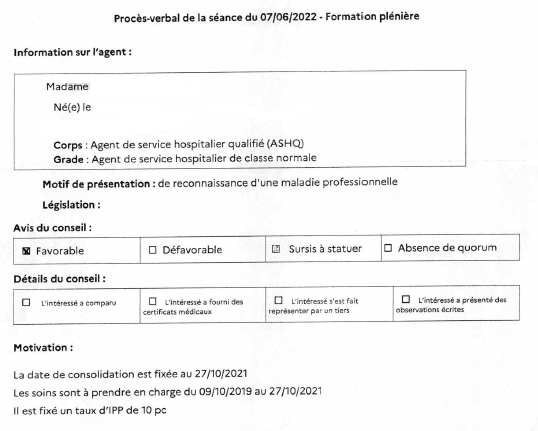 Procès-verbal de la séance du 07/06/2022 - Formation plénière
Information sur l'agent :
Madame
Né(e) le
Corps : Agent de service hospitalier qualifié (ASHQ)
Grade : Agent de service hospitalier de classe normale
Motif de présentation : de reconnaissance d'une maladie professionnelle
Législation :
Avis du conseil :
☒ Favorable ☐ Défavorable ☒ Sursis à statuer ☐ Absence de quorum
Détails du conseil :
☐ L'intéressé a comparu
☐ L'intéressé a fourni des
certificats médicaux
☐ L'intéressé s'est fait
représenter par un tiers
☐ L'intéressé a présenté des
observations écrites
Motivation :
La date de consolidation est fixée au 27/10/2021
Les soins sont à prendre en charge du 09/10/2019 au 27/10/2021
Il est fixé un taux d'IPP de 10 pc